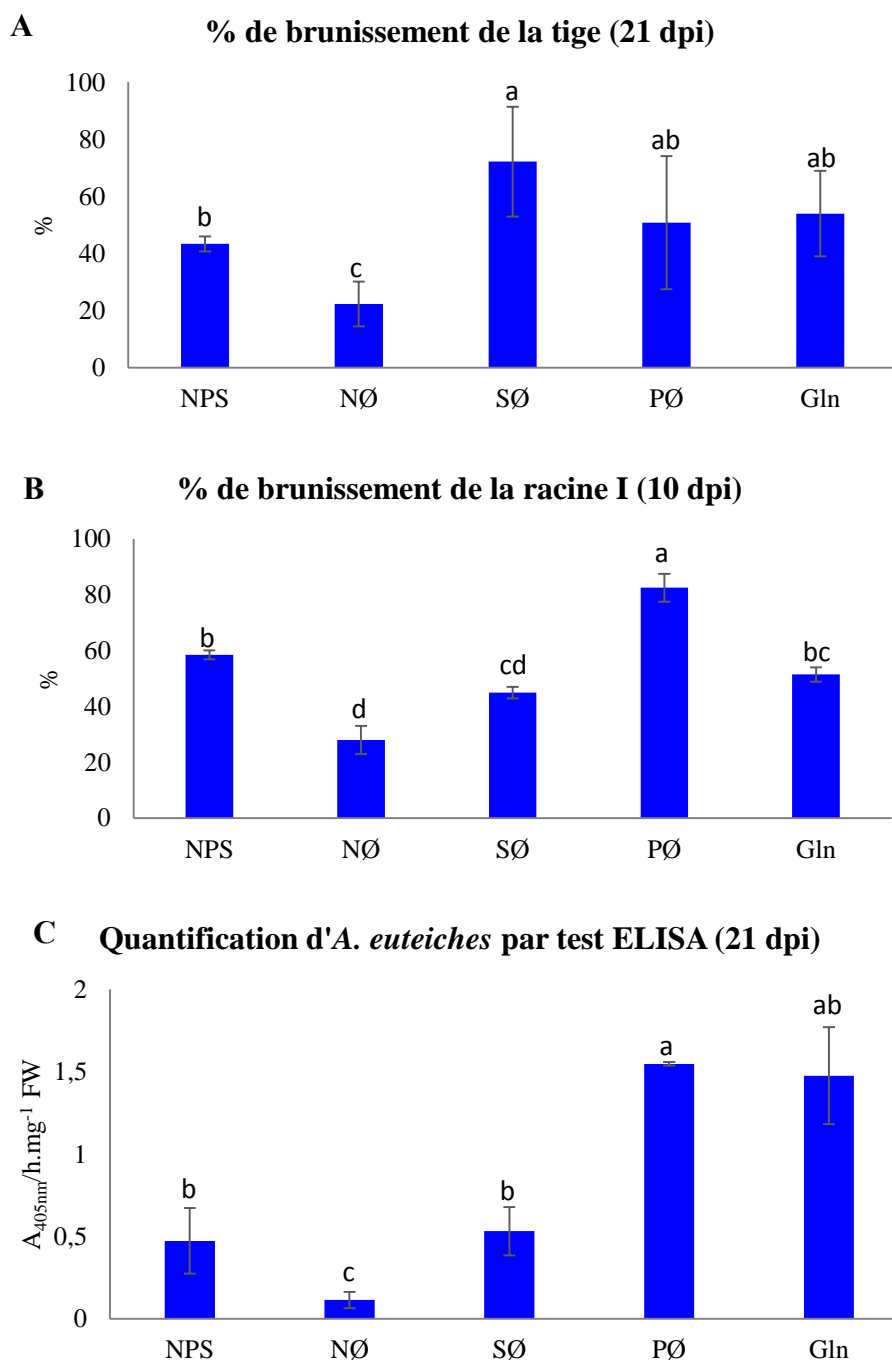 A
% de brunissement de la tige (21 dpi)
100
80
60
40
20
0
%
b
c
a
ab
ab
NPS NØ SØ PØ Gln
B
% de brunissement de la racine I (10 dpi)
100
80
60
40
20
0
%
b
d
cd
a
bc
NPS NØ SØ PØ Gln
C
Quantification d'A. euteiches par test ELISA (21 dpi)
2
1,5
1
0,5
0
A405nm/h.mg-1 FW
b
c
b
a
ab
NPS NØ SØ PØ Gln